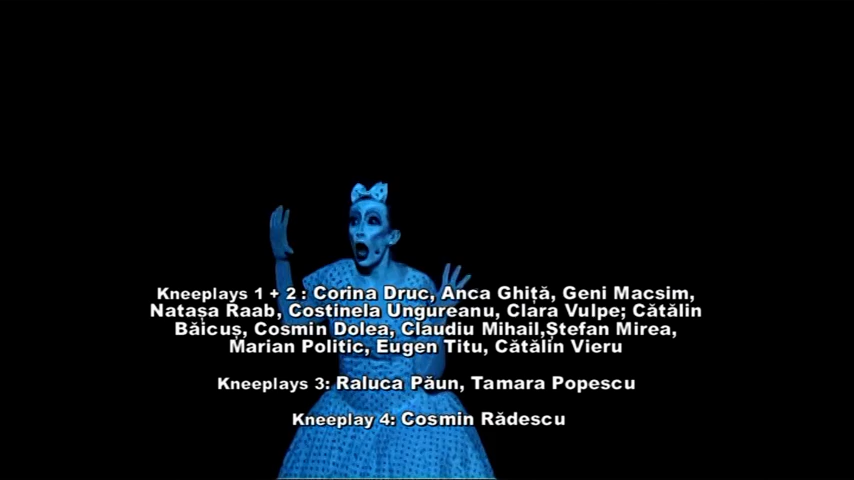 Kneeplays 1 + 2 : Corina Druc, Anca Ghiță, Geni Macsim,
Natașa Raab, Costinela Ungureanu, Clara Vulpe; Cătălin
Băicuș, Cosmin Dolea, Claudiu Mihail,Ștefan Mirea,
Marian Politic, Eugen Titu, Cătălin Vieru
Kneeplays 3: Raluca Păun, Tamara Popescu
Kneeplay 4: Cosmin Rădescu